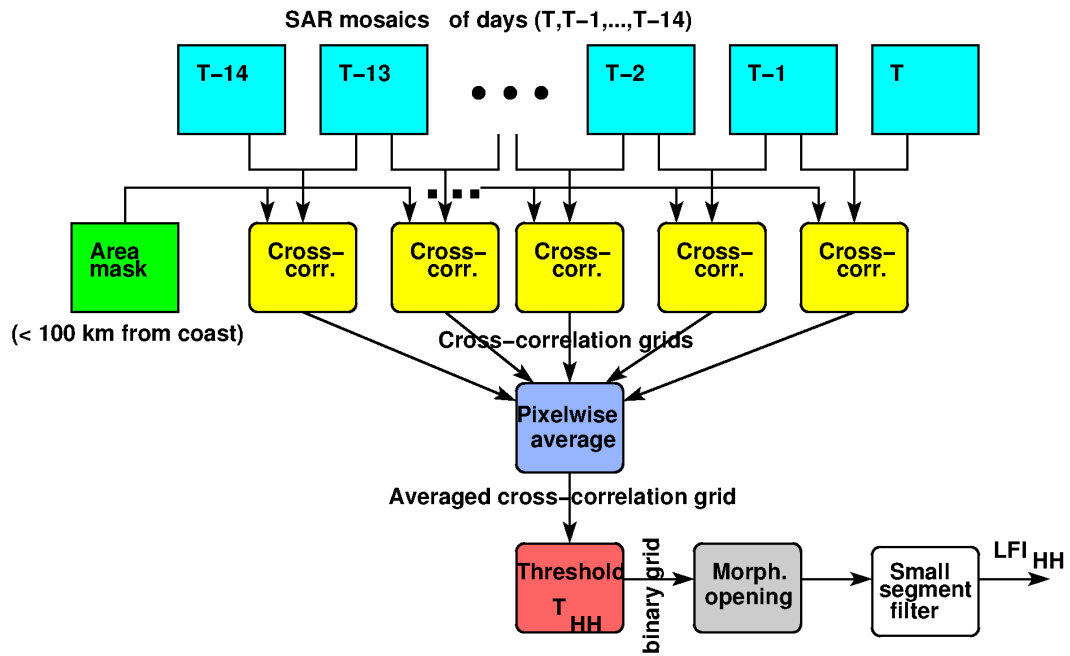 SAR mosaics of days (T,T−1,...,T−14)
T−14
T−13
T−2
T−1
T
Area
mask
(< 100 km from coast)
Cross−
corr.
Cross−
corr.
Cross−
corr.
Cross−
corr.
Cross−
corr.
Cross−correlation grids
Pixelwise
average
Averaged cross−correlation grid
Threshold
T HH
binary grid
Morph.
opening
Small
segment
filter
LFI HH